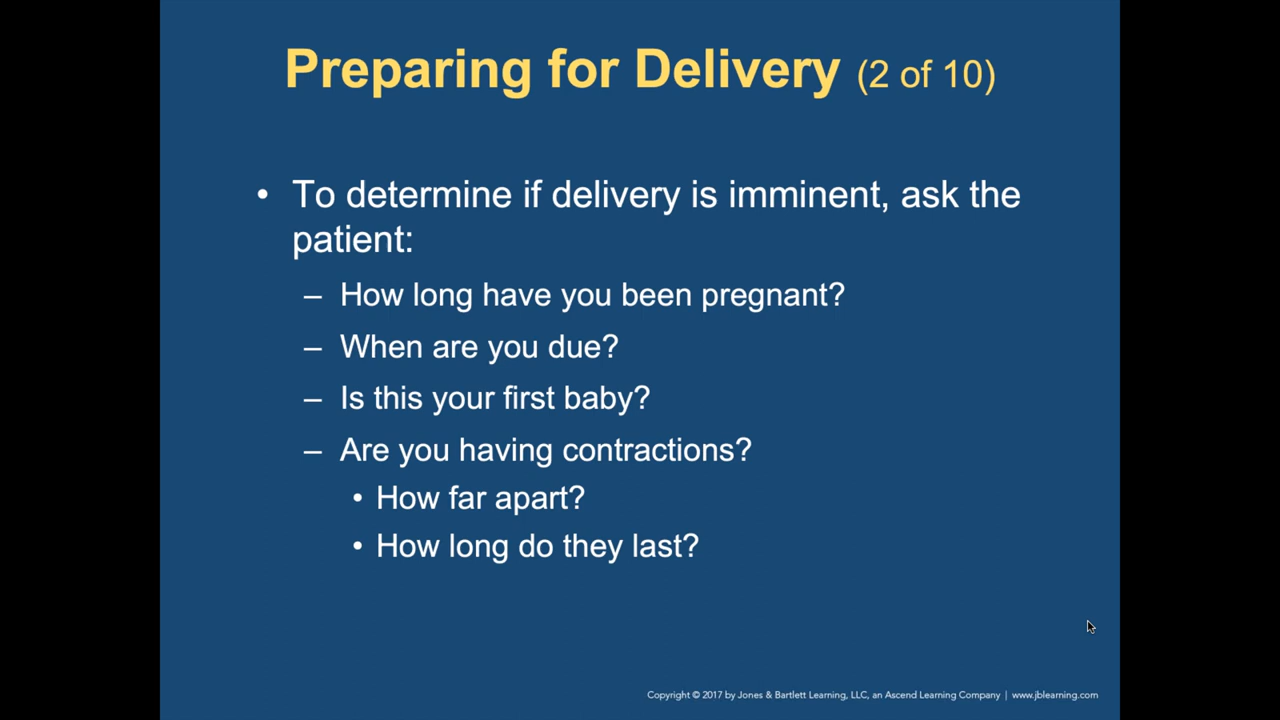 Preparing for Delivery (2 of 10)
• To determine if delivery is imminent, ask the
patient:
– How long have you been pregnant?
– When are you due?
– Is this your first baby?
– Are you having contractions?
• How far apart?
• How long do they last?
Copyright © 2017 by Jones & Bartlett Learning, LLC, an Ascend Learning Company | www.jblearning.com